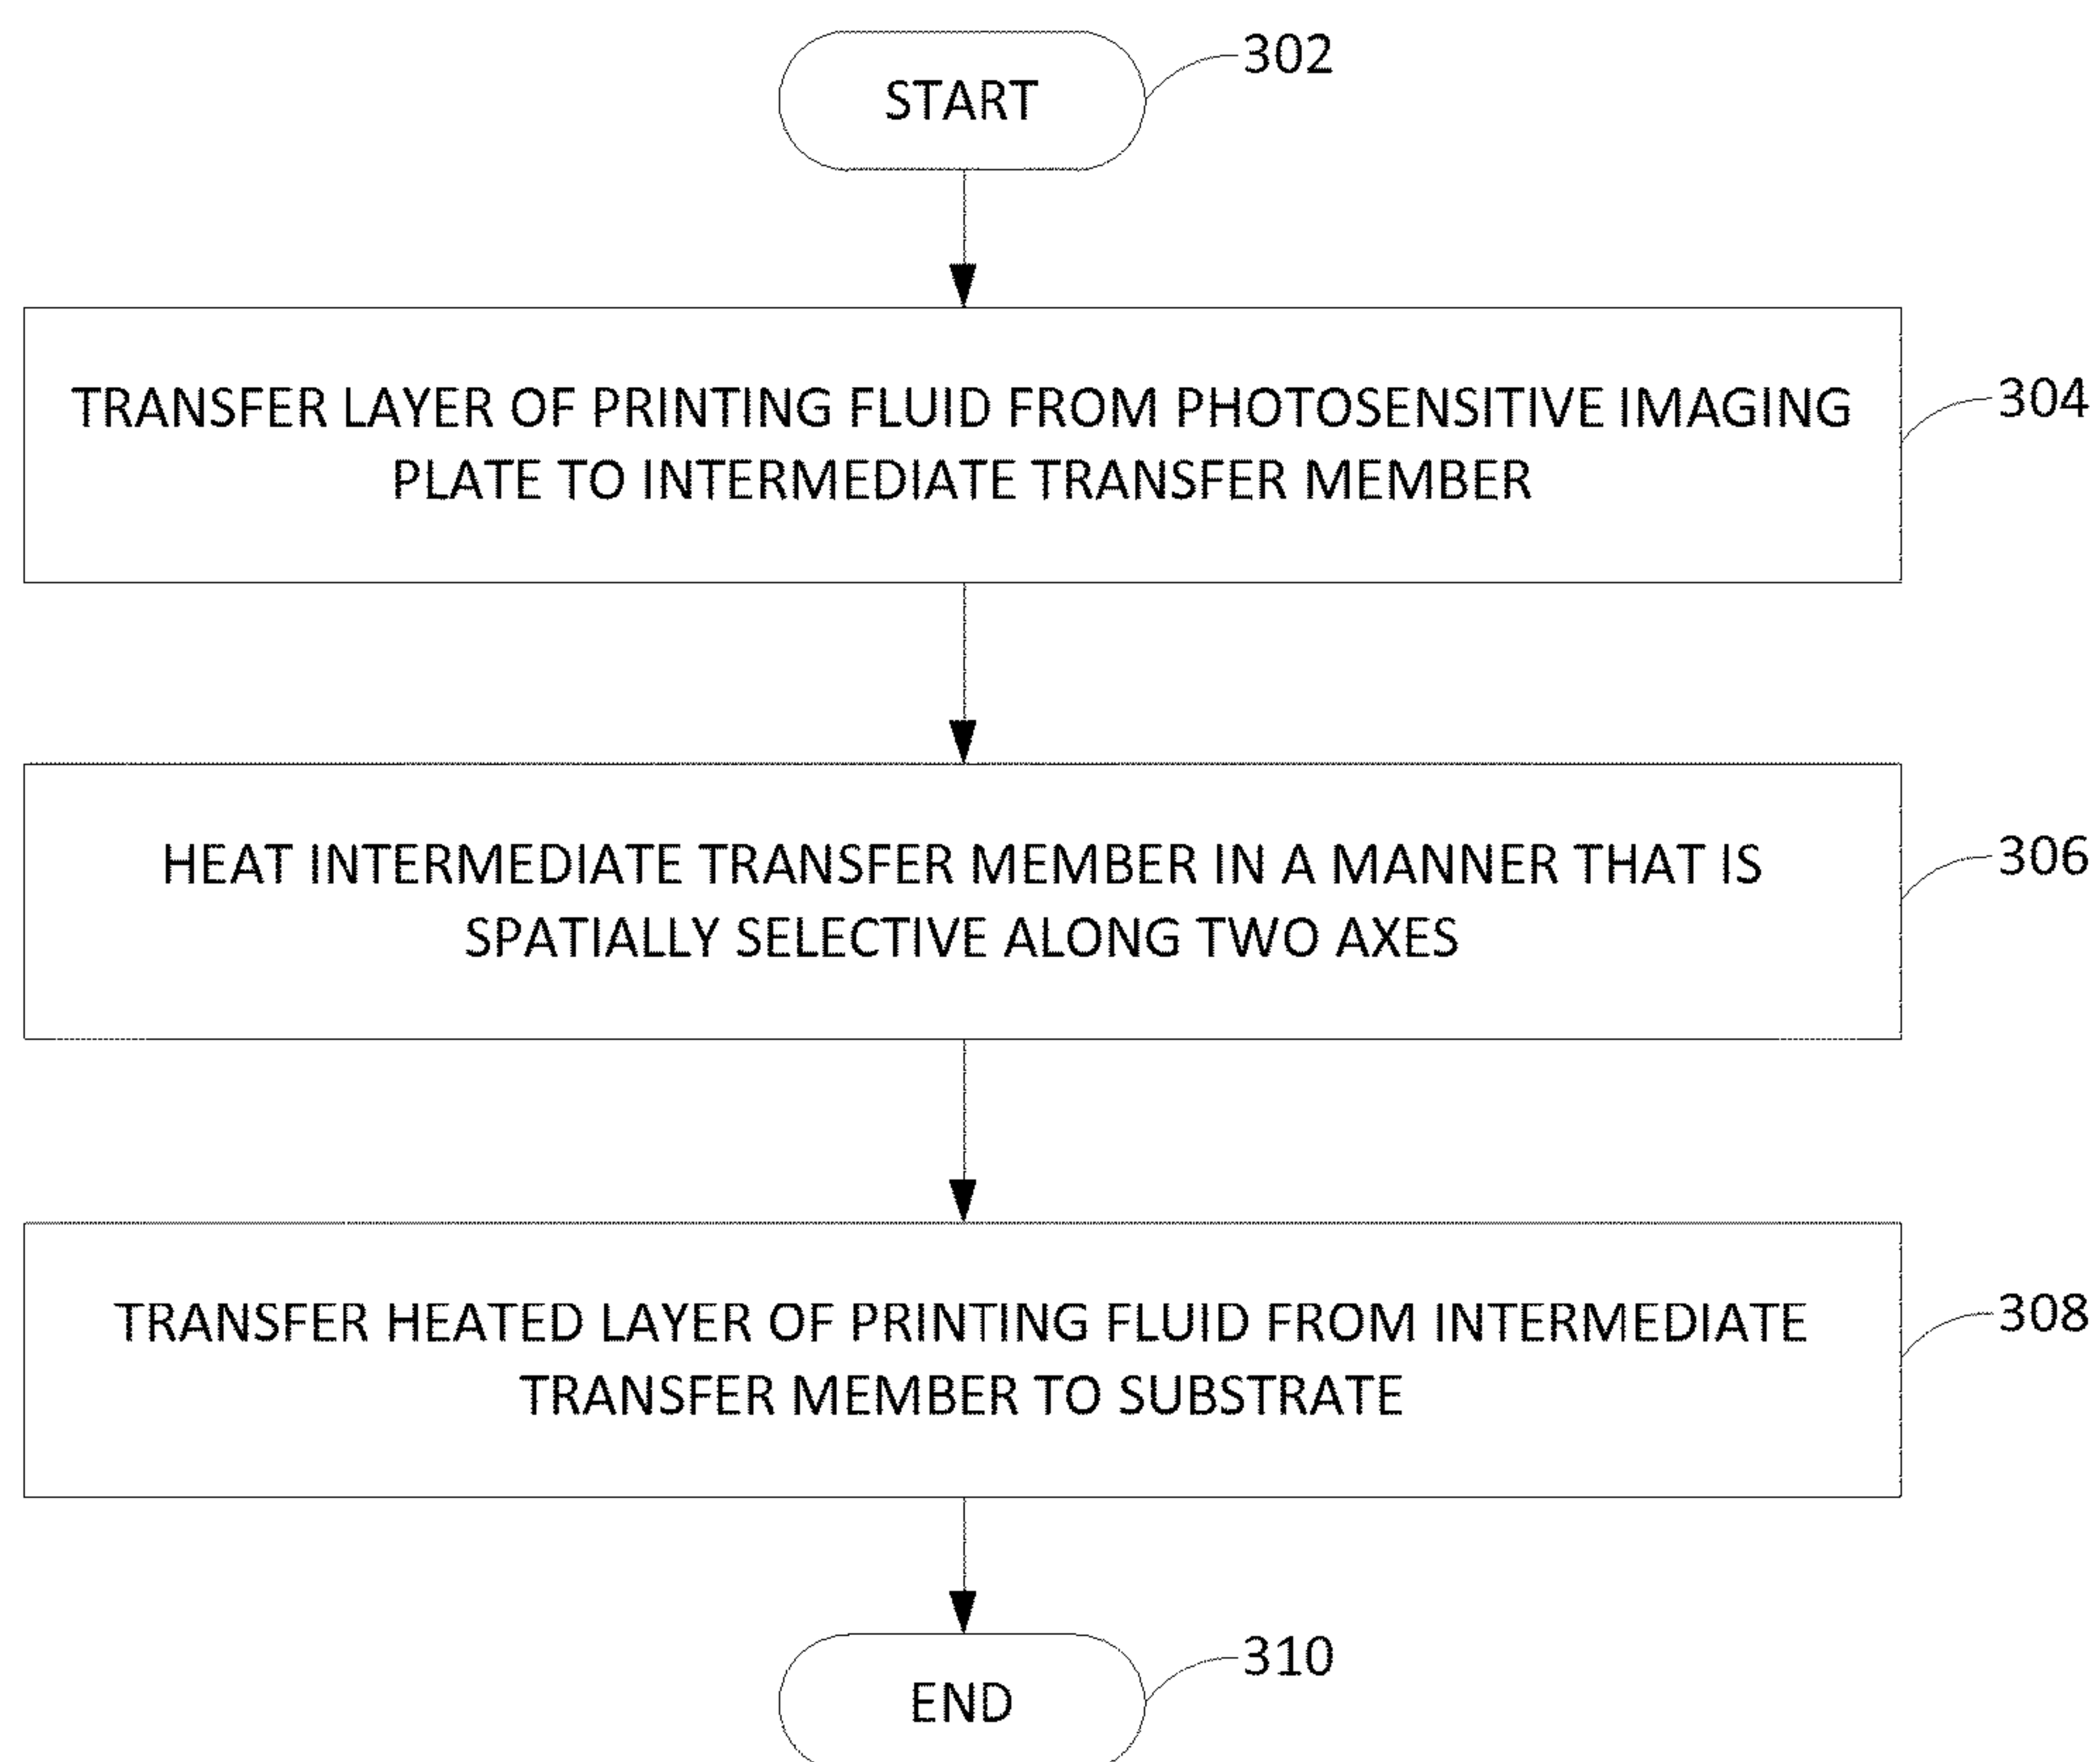 START
302
TRANSFER LAYER OF PRINTING FLUID FROM PHOTOSENSITIVE IMAGING
PLATE TO INTERMEDIATE TRANSFER MEMBER
304
HEAT INTERMEDIATE TRANSFER MEMBER IN A MANNER THAT IS
SPATIALLY SELECTIVE ALONG TWO AXES
306
TRANSFER HEATED LAYER OF PRINTING FLUID FROM INTERMEDIATE
TRANSFER MEMBER TO SUBSTRATE
308
END
310